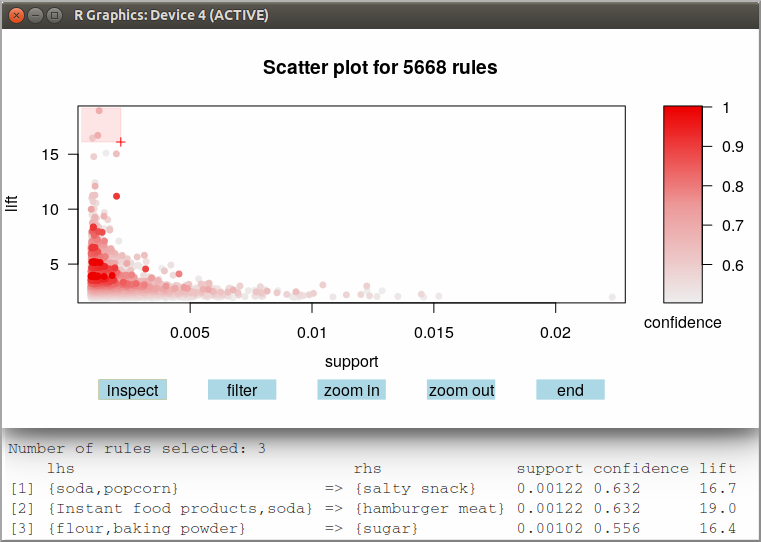 R Graphics: Device 4 (ACTIVE)
Scatter plot for 5668 rules
lift
15
10
5
0.005 0.01 0.015 0.02
support
1
0.9
0.8
0.7
0.6
confidence
inspect filter zoom in zoom out end
Number of rules selected: 3
lhs rhs support confidence lift
[1] {soda,popcorn} => {salty snack} 0.00122 0.632 16.7
[2] {Instant food products,soda} => {hamburger meat} 0.00122 0.632 19.0
[3] {flour,baking powder} => {sugar} 0.00102 0.556 16.4